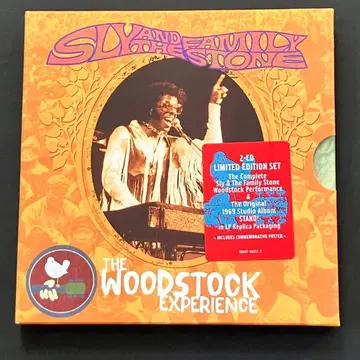 SLY AND THE FAMILY STONE
2-CD
LIMITED EDITION SET
The Complete
Sly & The Family Stone
Woodstock Performance
&
The Original
1969 Studio Album
STAND!
in LP Replica Packaging
• INCLUDES COMMEMORATIVE POSTER •
THE
WOODSTOCK
EXPERIENCE